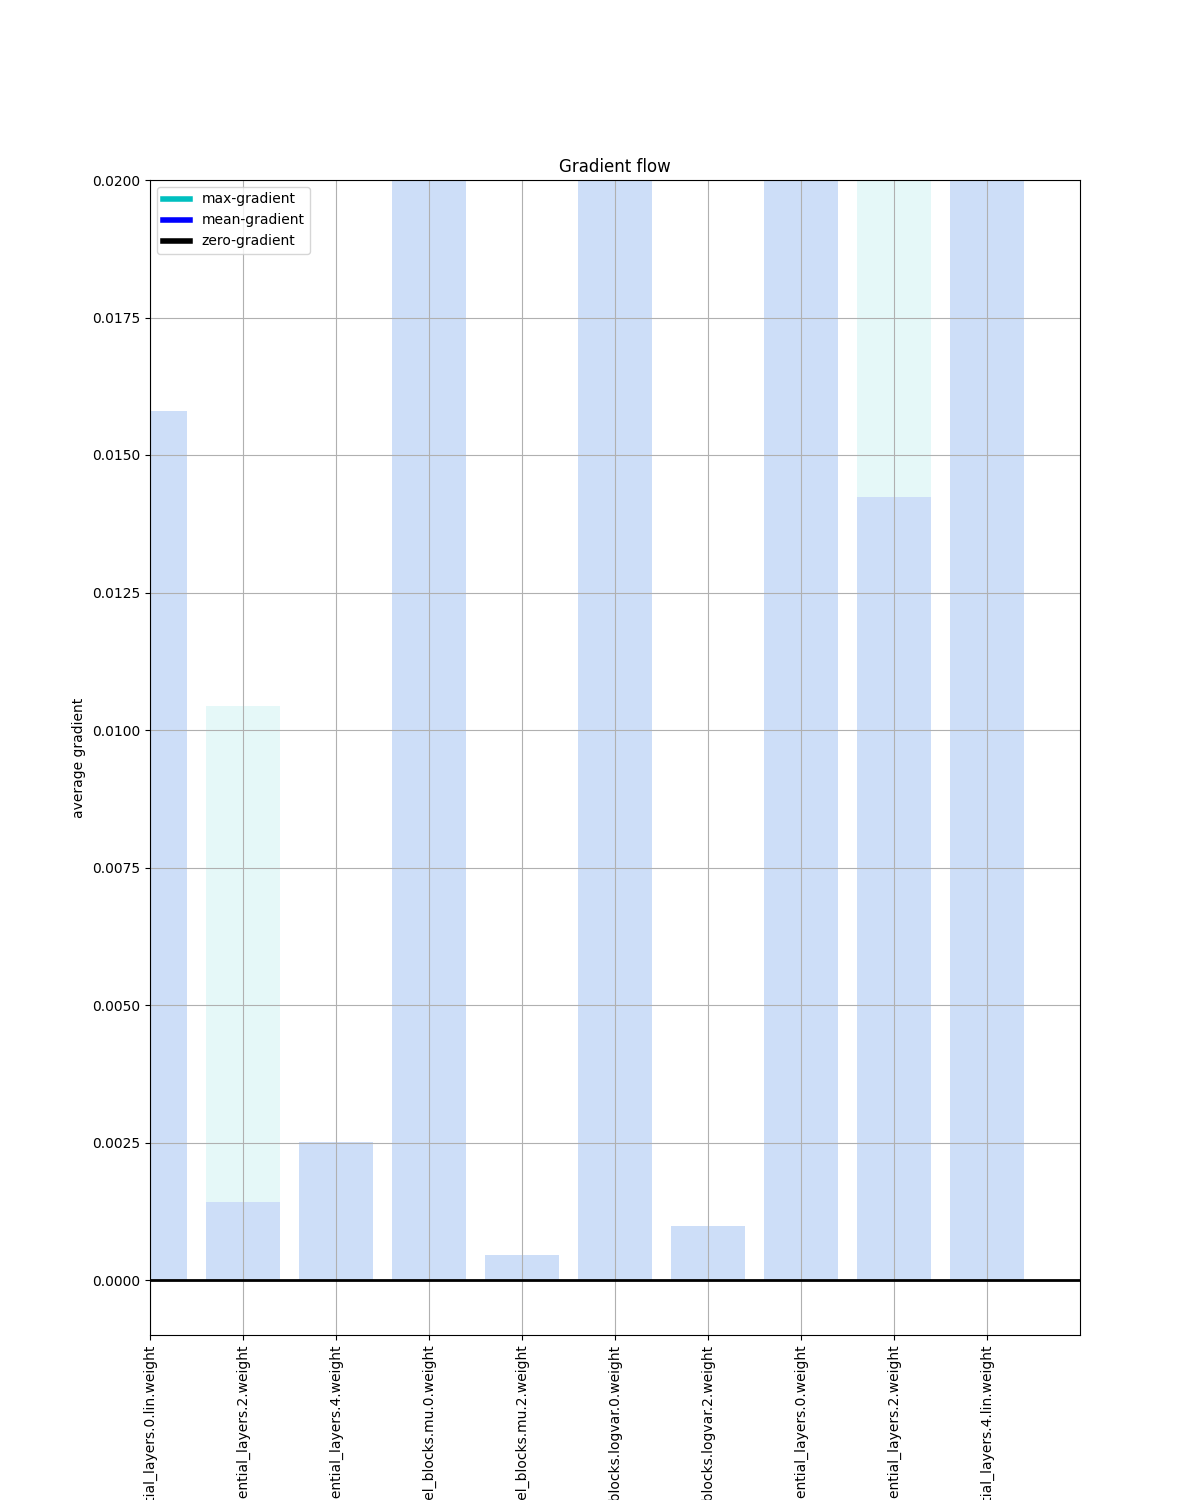 Gradient flow
max-gradient
mean-gradient
zero-gradient
0.0200
0.0175
0.0150
0.0125
0.0100
0.0075
0.0050
0.0025
0.0000
average gradient
tial_layers.0.lin.weight
ential_layers.2.weight
ential_layers.4.weight
el_blocks.mu.0.weight
el_blocks.mu.2.weight
blocks.logvar.0.weight
blocks.logvar.2.weight
ential_layers.0.weight
ential_layers.2.weight
tial_layers.4.lin.weight